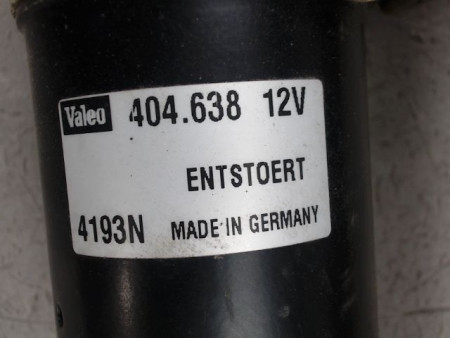 Valeo 404.638 12V
ENTSTOERT
4193N MADE IN GERMANY